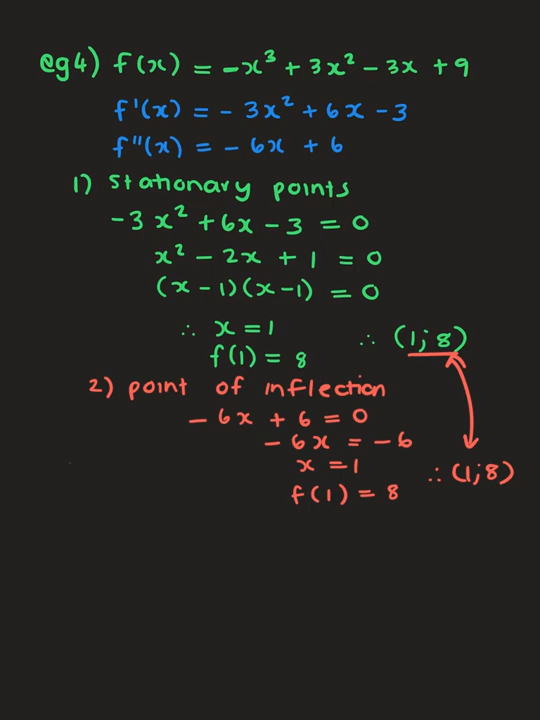 eg4) f(x) = -x³ + 3x² - 3x + 9
f'(x) = - 3x² + 6x - 3
f"(x) = - 6x + 6
1) Stationary points
-3x² + 6x - 3 = 0
x² - 2x + 1 = 0
(x - 1)(x - 1) = 0
∴ x = 1
f(1) = 8 ∴ (1; 8)
2) point of inflection
- 6x + 6 = 0
- 6x = - 6
x = 1
f(1) = 8 ∴ (1; 8)